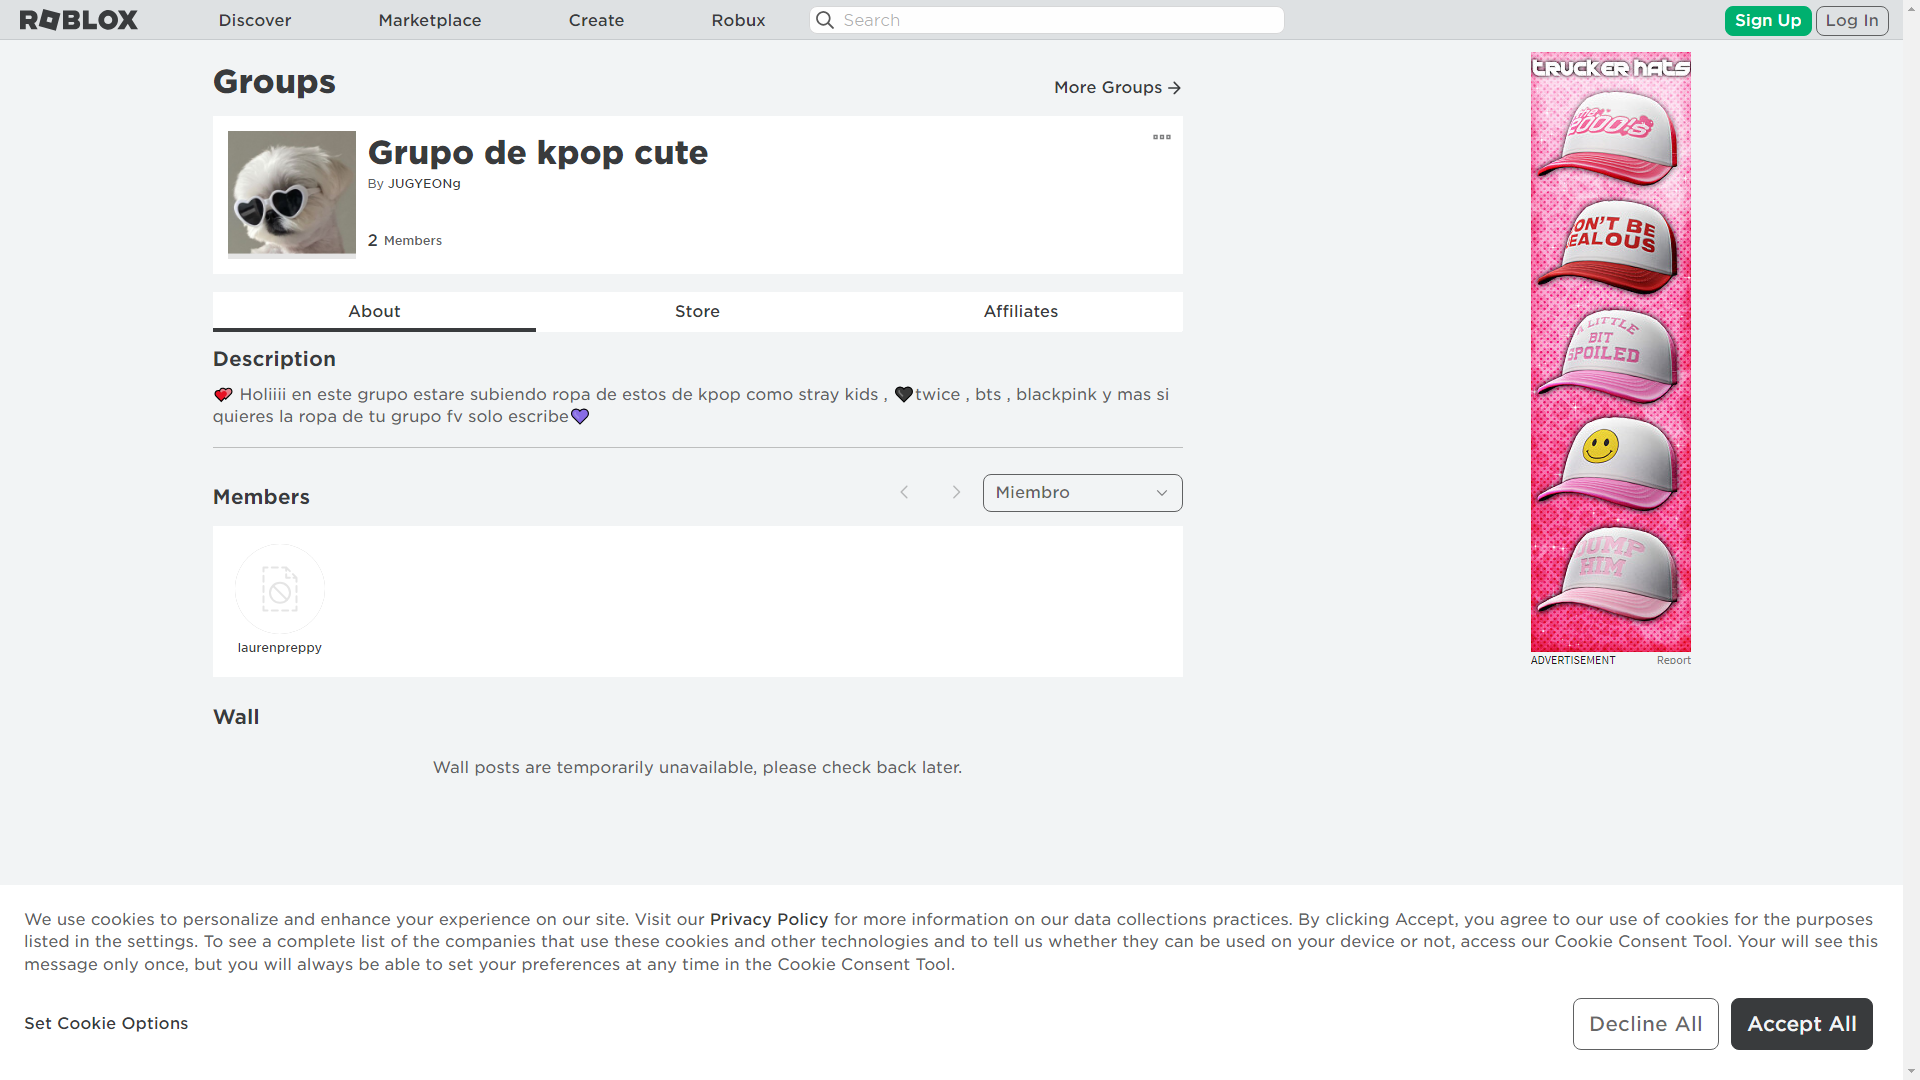 ROBLOX Discover Marketplace Create Robux Search Sign Up Log In
Groups
More Groups
Grupo de kpop cute
By JUGYEONg
2 Members
About Store Affiliates
Description
💕 Holiiii en este grupo estare subiendo ropa de estos de kpop como stray kids , 🖤twice , bts , blackpink y mas si
quieres la ropa de tu grupo fv solo escribe💜
Members
Miembro
laurenpreppy
Wall
Wall posts are temporarily unavailable, please check back later.
trucker hats
the 2000's
ON'T BE
EALOUS
A LITTLE
BIT
SPOILED
JUMP
HIM
ADVERTISEMENT Report
We use cookies to personalize and enhance your experience on our site. Visit our Privacy Policy for more information on our data collections practices. By clicking Accept, you agree to our use of cookies for the purposes
listed in the settings. To see a complete list of the companies that use these cookies and other technologies and to tell us whether they can be used on your device or not, access our Cookie Consent Tool. Your will see this
message only once, but you will always be able to set your preferences at any time in the Cookie Consent Tool.
Set Cookie Options
Decline All
Accept All